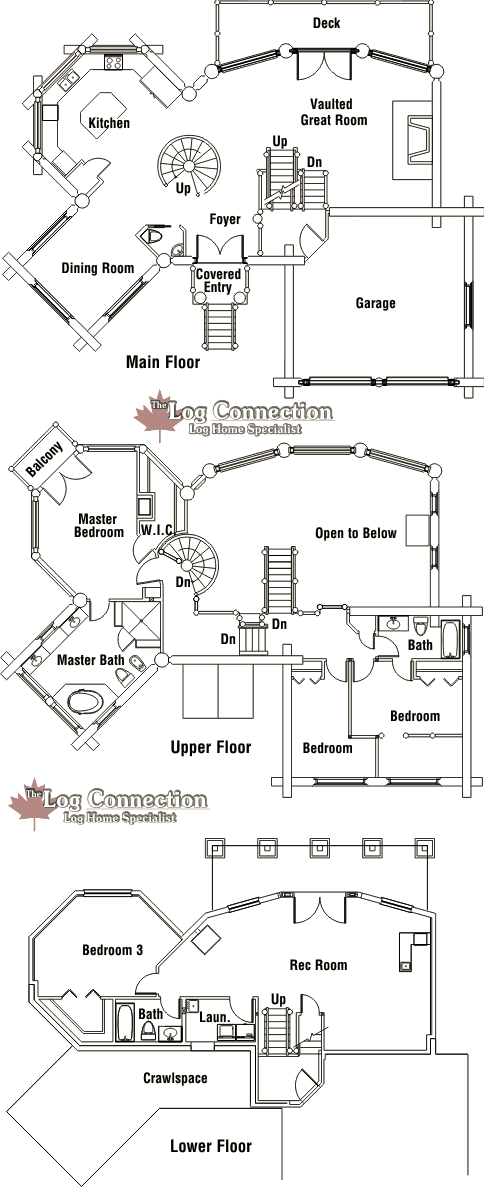 Deck
Vaulted
Great Room
Kitchen
Up
Dn
Up
Foyer
Dining Room
Covered
Entry
Garage
Main Floor
The Log Connection
Log Home Specialist
Balcony
Master
Bedroom
W.I.C.
Open to Below
Dn
Dn
Dn
Bath
Master Bath
Bedroom
Bedroom
Upper Floor
The Log Connection
Log Home Specialist
Bedroom 3
Rec Room
Up
Bath
Laun.
Crawlspace
Lower Floor